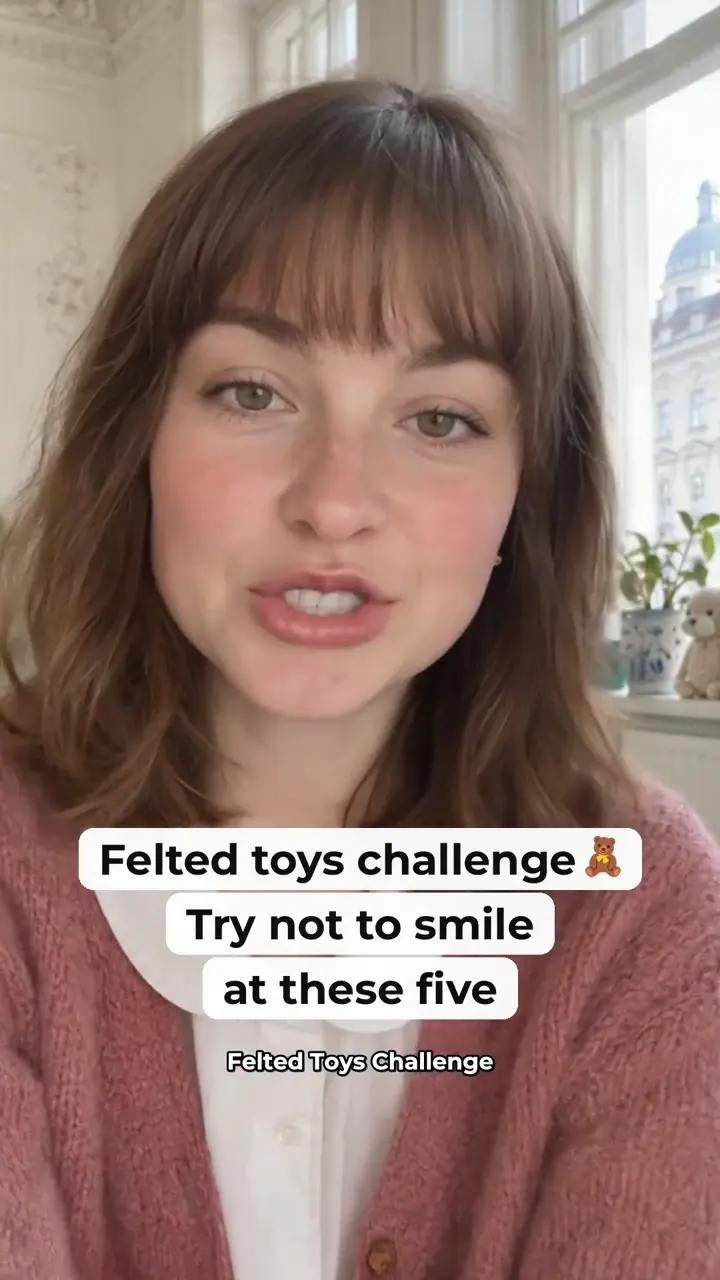 Felted toys challenge🧸
Try not to smile
at these five
Felted Toys Challenge